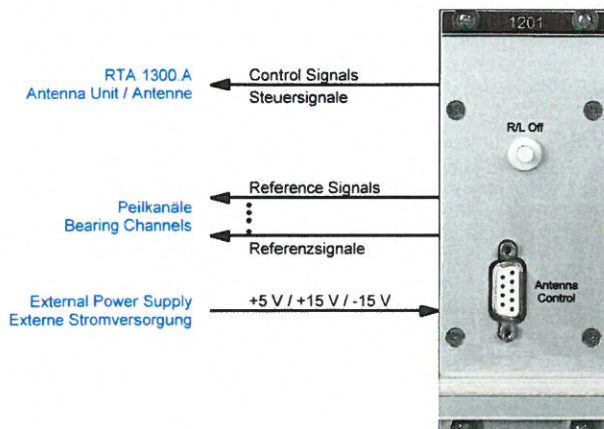 1201
RTA 1300.A
Antenna Unit / Antenne
Control Signals
Steuersignale
R/L Off
Reference Signals
Peilkanäle
Bearing Channels
Referenzsignale
Antenna
Control
External Power Supply
Externe Stromversorgung
+5 V / +15 V / -15 V